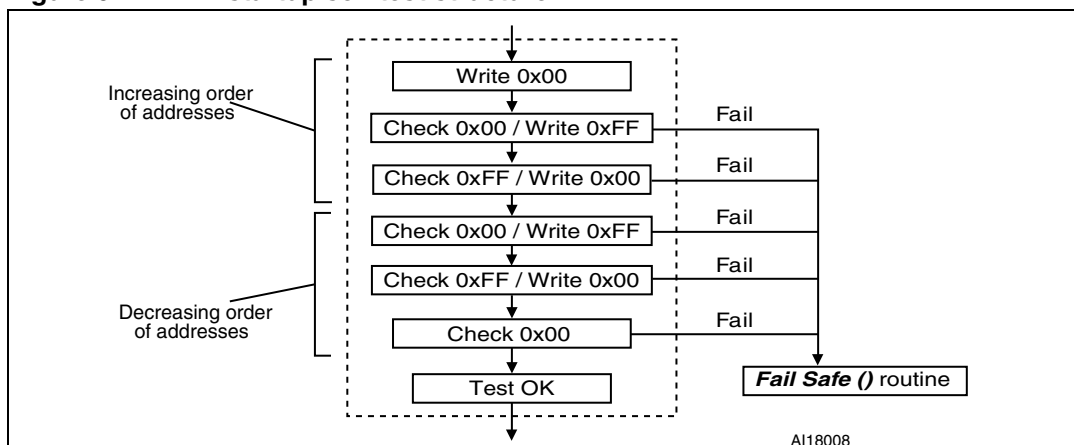 Write 0x00
Increasing order
of addresses
Check 0x00 / Write 0xFF
Fail
Check 0xFF / Write 0x00
Fail
Check 0x00 / Write 0xFF
Fail
Check 0xFF / Write 0x00
Fail
Decreasing order
of addresses
Check 0x00
Fail
Test OK
Fail Safe () routine
AI18008